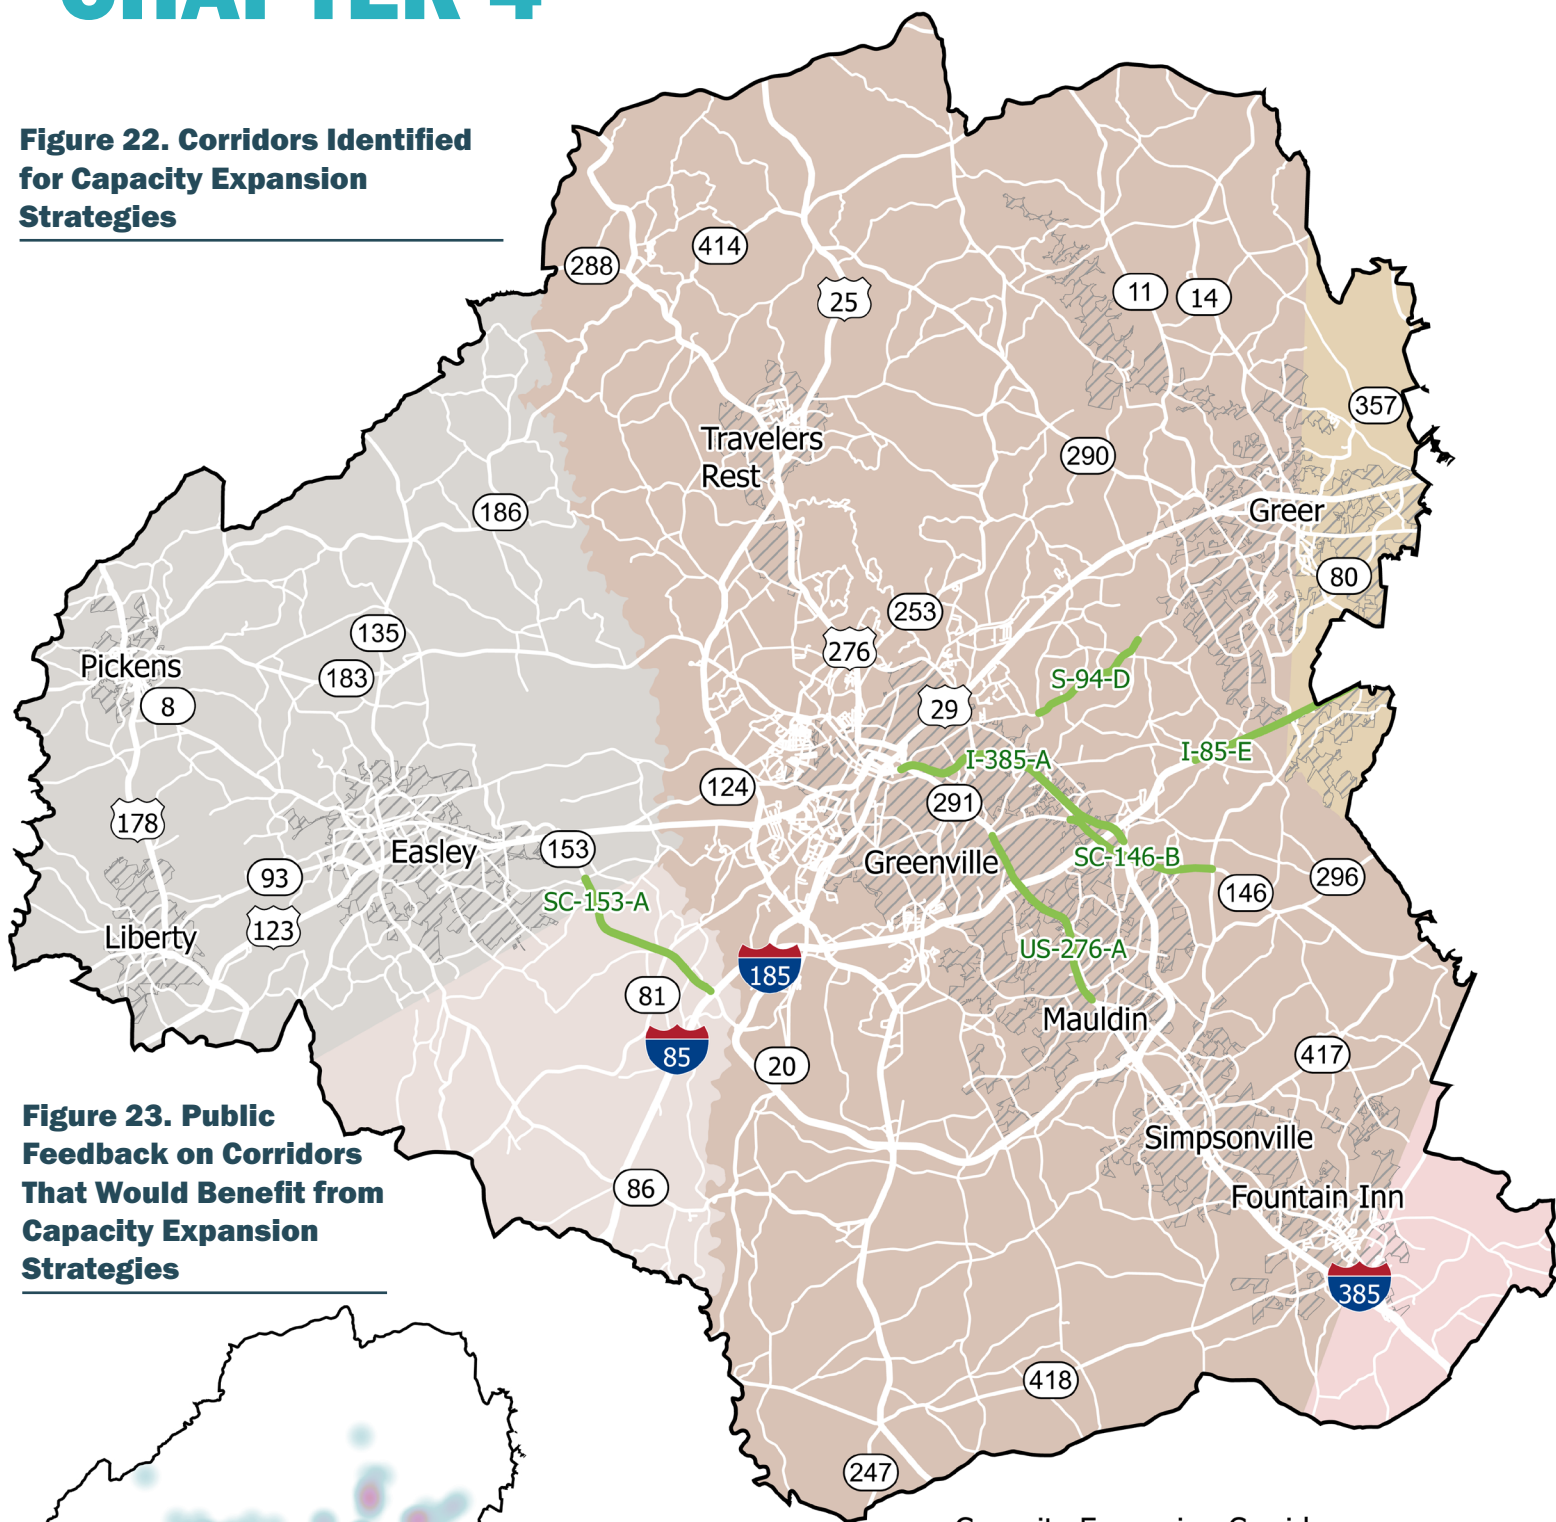 CHAPTER 4
Figure 22. Corridors Identified
for Capacity Expansion
Strategies
288
414
25
11
14
357
Travelers
Rest
290
186
Greer
80
253
135
276
Pickens
183
S-94-D
8
29
I-385-A
I-85-E
124
291
178
153
Easley
Greenville
SC-146-B
93
146
296
SC-153-A
123
Liberty
US-276-A
185
81
Mauldin
85
20
417
Figure 23. Public
Feedback on Corridors
That Would Benefit from
Capacity Expansion
Strategies
Simpsonville
86
Fountain Inn
385
418
247